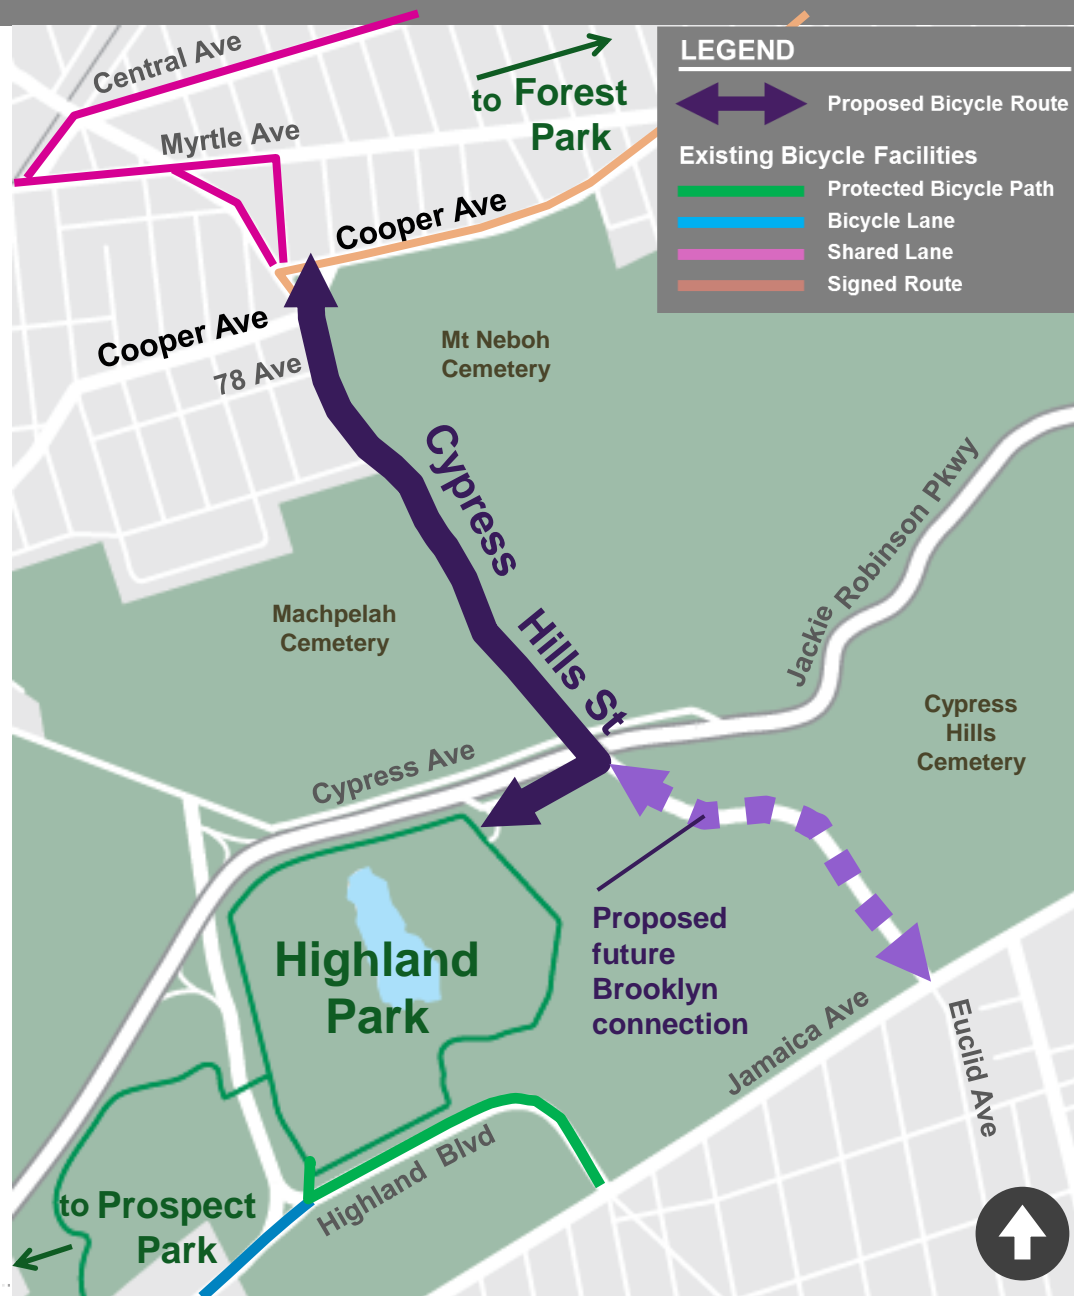 Central Ave
Myrtle Ave
to Forest
Park
LEGEND
Proposed Bicycle Route
Existing Bicycle Facilities
Protected Bicycle Path
Bicycle Lane
Shared Lane
Signed Route
Cooper Ave
Cooper Ave
78 Ave
Mt Neboh
Cemetery
Cypress
Hills St
Jackie Robinson Pkwy
Machpelah
Cemetery
Cypress
Hills
Cemetery
Cypress Ave
Highland
Park
Proposed
future
Brooklyn
connection
Jamaica Ave
Euclid Ave
Highland Blvd
to Prospect
Park